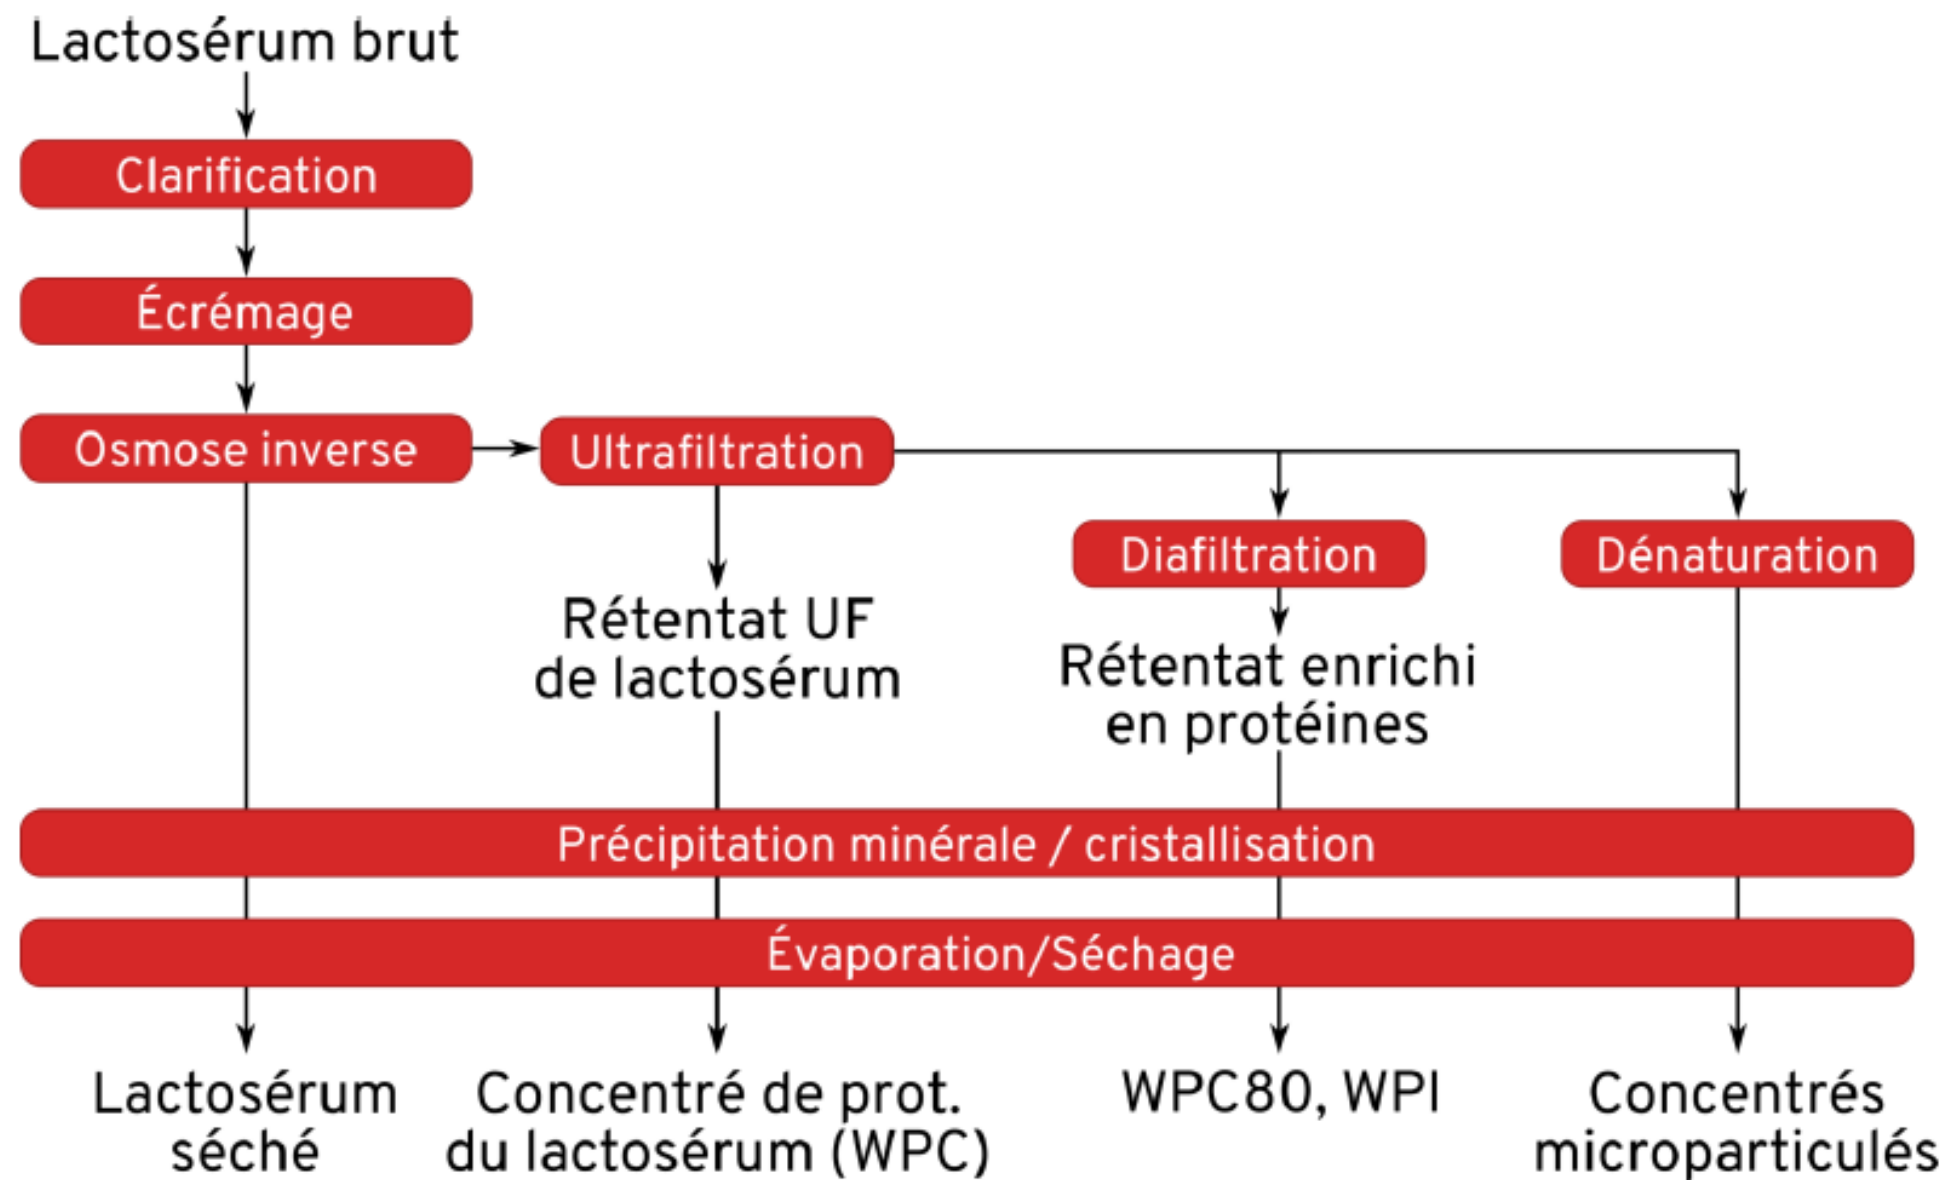 Lactosérum brut
Clarification
Écrémage
Osmose inverse
Ultrafiltration
Diafiltration
Dénaturation
Rétentat UF
de lactosérum
Rétentat enrichi
en protéines
Précipitation minérale / cristallisation
Évaporation/Séchage
Lactosérum
séché
Concentré de prot.
du lactosérum (WPC)
WPC80, WPI
Concentrés
microparticulés